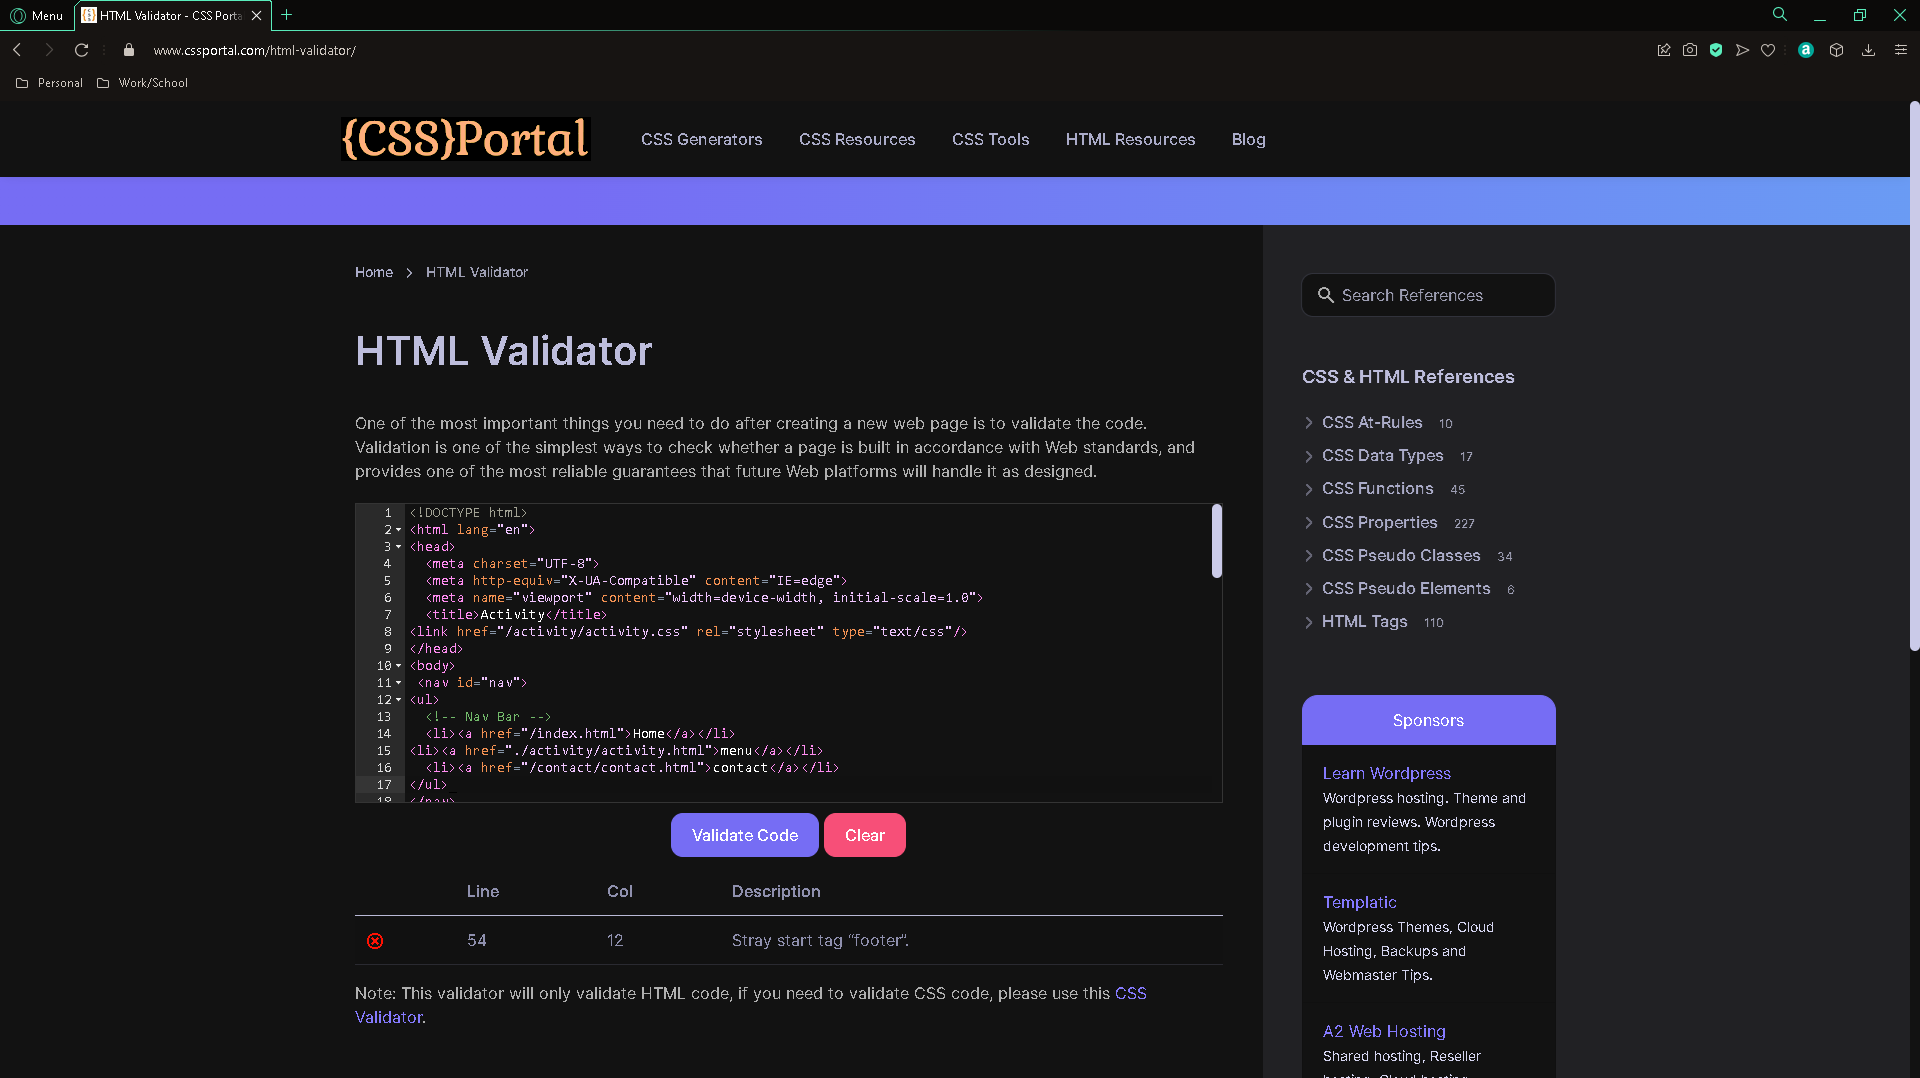 Menu
HTML Validator - CSS Porta
www.cssportal.com/html-validator/
Personal
Work/School
{CSS}Portal
CSS Generators
CSS Resources
CSS Tools
HTML Resources
Blog
Home
HTML Validator
HTML Validator
One of the most important things you need to do after creating a new web page is to validate the code.
Validation is one of the simplest ways to check whether a page is built in accordance with Web standards, and
provides one of the most reliable guarantees that future Web platforms will handle it as designed.
1 <!DOCTYPE html>
2 <html lang="en">
3 <head>
4 <meta charset="UTF-8">
5 <meta http-equiv="X-UA-Compatible" content="IE=edge">
6 <meta name="viewport" content="width=device-width, initial-scale=1.0">
7 <title>Activity</title>
8 <link href="/activity/activity.css" rel="stylesheet" type="text/css"/>
9 </head>
10 <body>
11 <nav id="nav">
12 <ul>
13 <!-- Nav Bar -->
14 <li><a href="/index.html">Home</a></li>
15 <li><a href="./activity/activity.html">menu</a></li>
16 <li><a href="/contact/contact.html">contact</a></li>
17 </ul>
18 </nav>
Validate Code
Clear
Line Col Description
54 12 Stray start tag “footer”.
Note: This validator will only validate HTML code, if you need to validate CSS code, please use this CSS
Validator.
Search References
CSS & HTML References
CSS At-Rules 10
CSS Data Types 17
CSS Functions 45
CSS Properties 227
CSS Pseudo Classes 34
CSS Pseudo Elements 6
HTML Tags 110
Sponsors
Learn Wordpress
Wordpress hosting. Theme and
plugin reviews. Wordpress
development tips.
Templatic
Wordpress Themes, Cloud
Hosting, Backups and
Webmaster Tips.
A2 Web Hosting
Shared hosting, Reseller